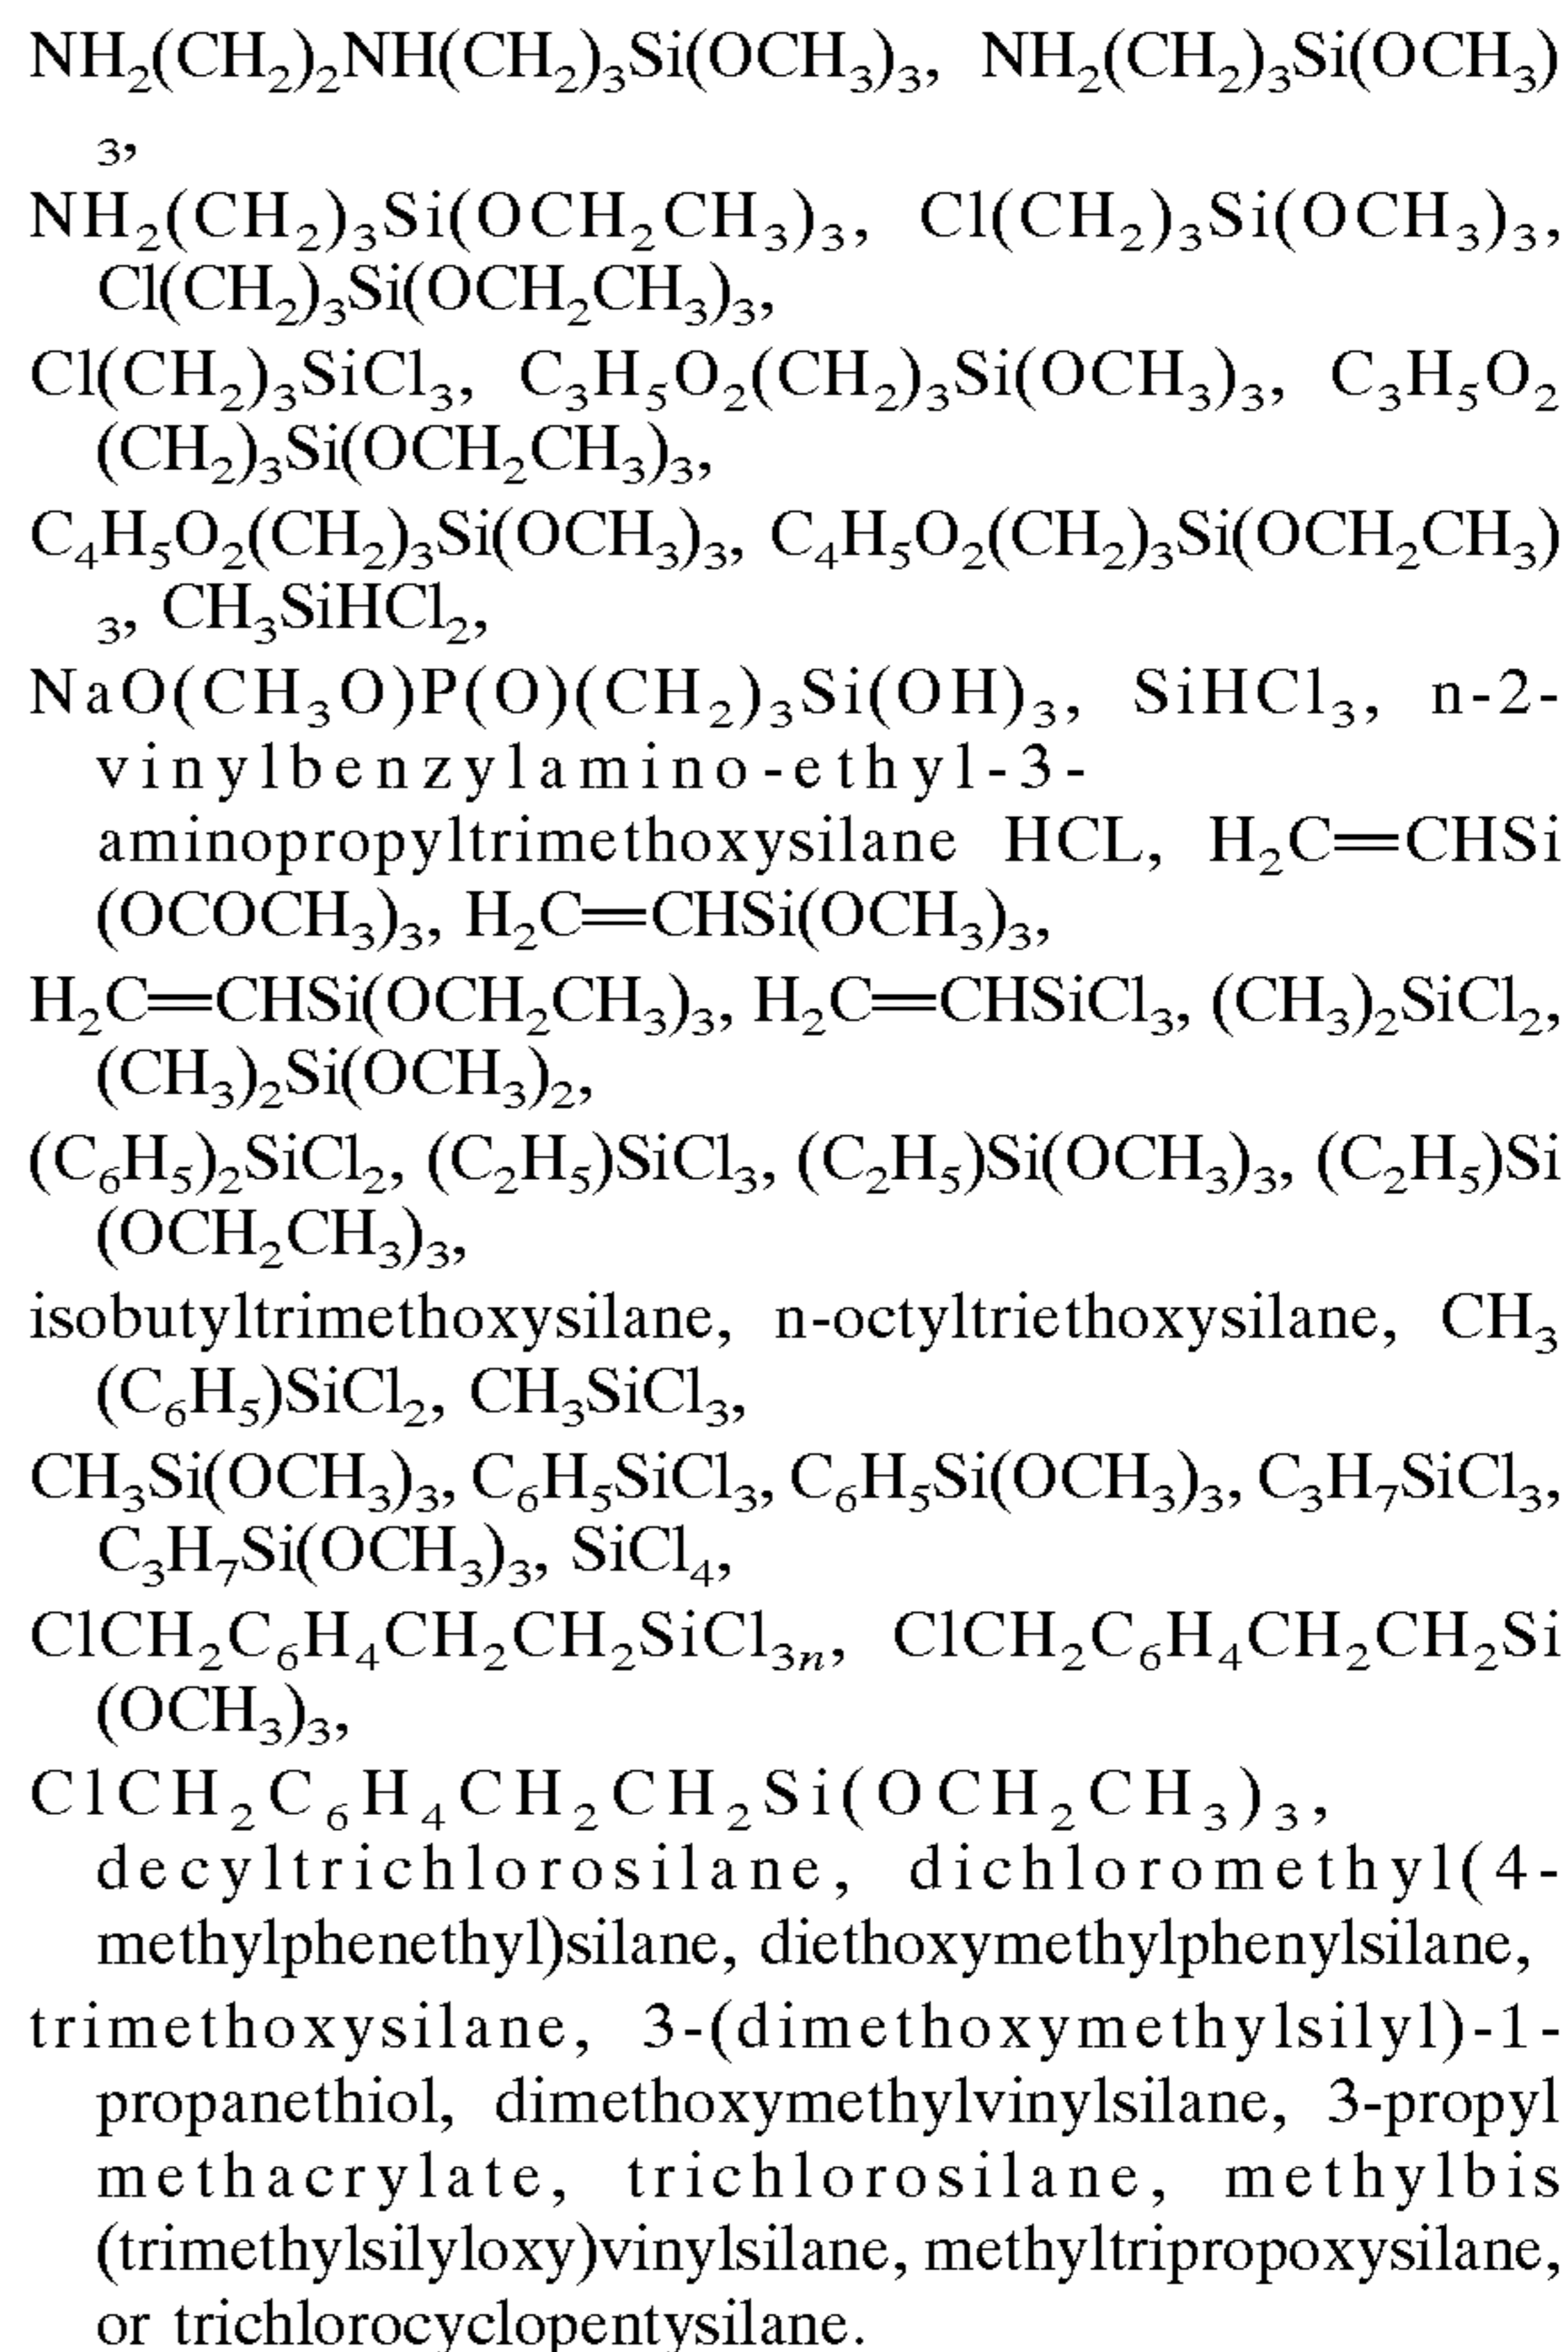 NH₂(CH₂)₂NH(CH₂)₃Si(OCH₃)₃, NH₂(CH₂)₃Si(OCH₃)
₃,
NH₂(CH₂)₃Si(OCH₂CH₃)₃, Cl(CH₂)₃Si(OCH₃)₃,
Cl(CH₂)₃Si(OCH₂CH₃)₃,
Cl(CH₂)₃SiCl₃, C₃H₅O₂(CH₂)₃Si(OCH₃)₃, C₃H₅O₂
(CH₂)₃Si(OCH₂CH₃)₃,
C₄H₅O₂(CH₂)₃Si(OCH₃)₃, C₄H₅O₂(CH₂)₃Si(OCH₂CH₃)
₃, CH₃SiHCl₂,
NaO(CH₃O)P(O)(CH₂)₃Si(OH)₃, SiHCl₃, n-2-
vinylbenzylamino-ethyl-3-
aminopropyltrimethoxysilane HCL, H₂C═CHSi
(OCOCH₃)₃, H₂C═CHSi(OCH₃)₃,
H₂C═CHSi(OCH₂CH₃)₃, H₂C═CHSiCl₃, (CH₃)₂SiCl₂,
(CH₃)₂Si(OCH₃)₂,
(C₆H₅)₂SiCl₂, (C₂H₅)SiCl₃, (C₂H₅)Si(OCH₃)₃, (C₂H₅)Si
(OCH₂CH₃)₃,
isobutyltrimethoxysilane, n-octyltriethoxysilane, CH₃
(C₆H₅)SiCl₂, CH₃SiCl₃,
CH₃Si(OCH₃)₃, C₆H₅SiCl₃, C₆H₅Si(OCH₃)₃, C₃H₇SiCl₃,
C₃H₇Si(OCH₃)₃, SiCl₄,
ClCH₂C₆H₄CH₂CH₂SiCl₃ₙ, ClCH₂C₆H₄CH₂CH₂Si
(OCH₃)₃,
ClCH₂C₆H₄CH₂CH₂Si(OCH₂CH₃)₃,
decyltrichlorosilane, dichloromethyl(4-
methylphenethyl)silane, diethoxymethylphenylsilane,
trimethoxysilane, 3-(dimethoxymethylsilyl)-1-
propanethiol, dimethoxymethylvinylsilane, 3-propyl
methacrylate, trichlorosilane, methylbis
(trimethylsilyloxy)vinylsilane, methyltripropoxysilane,
or trichlorocyclopentysilane.